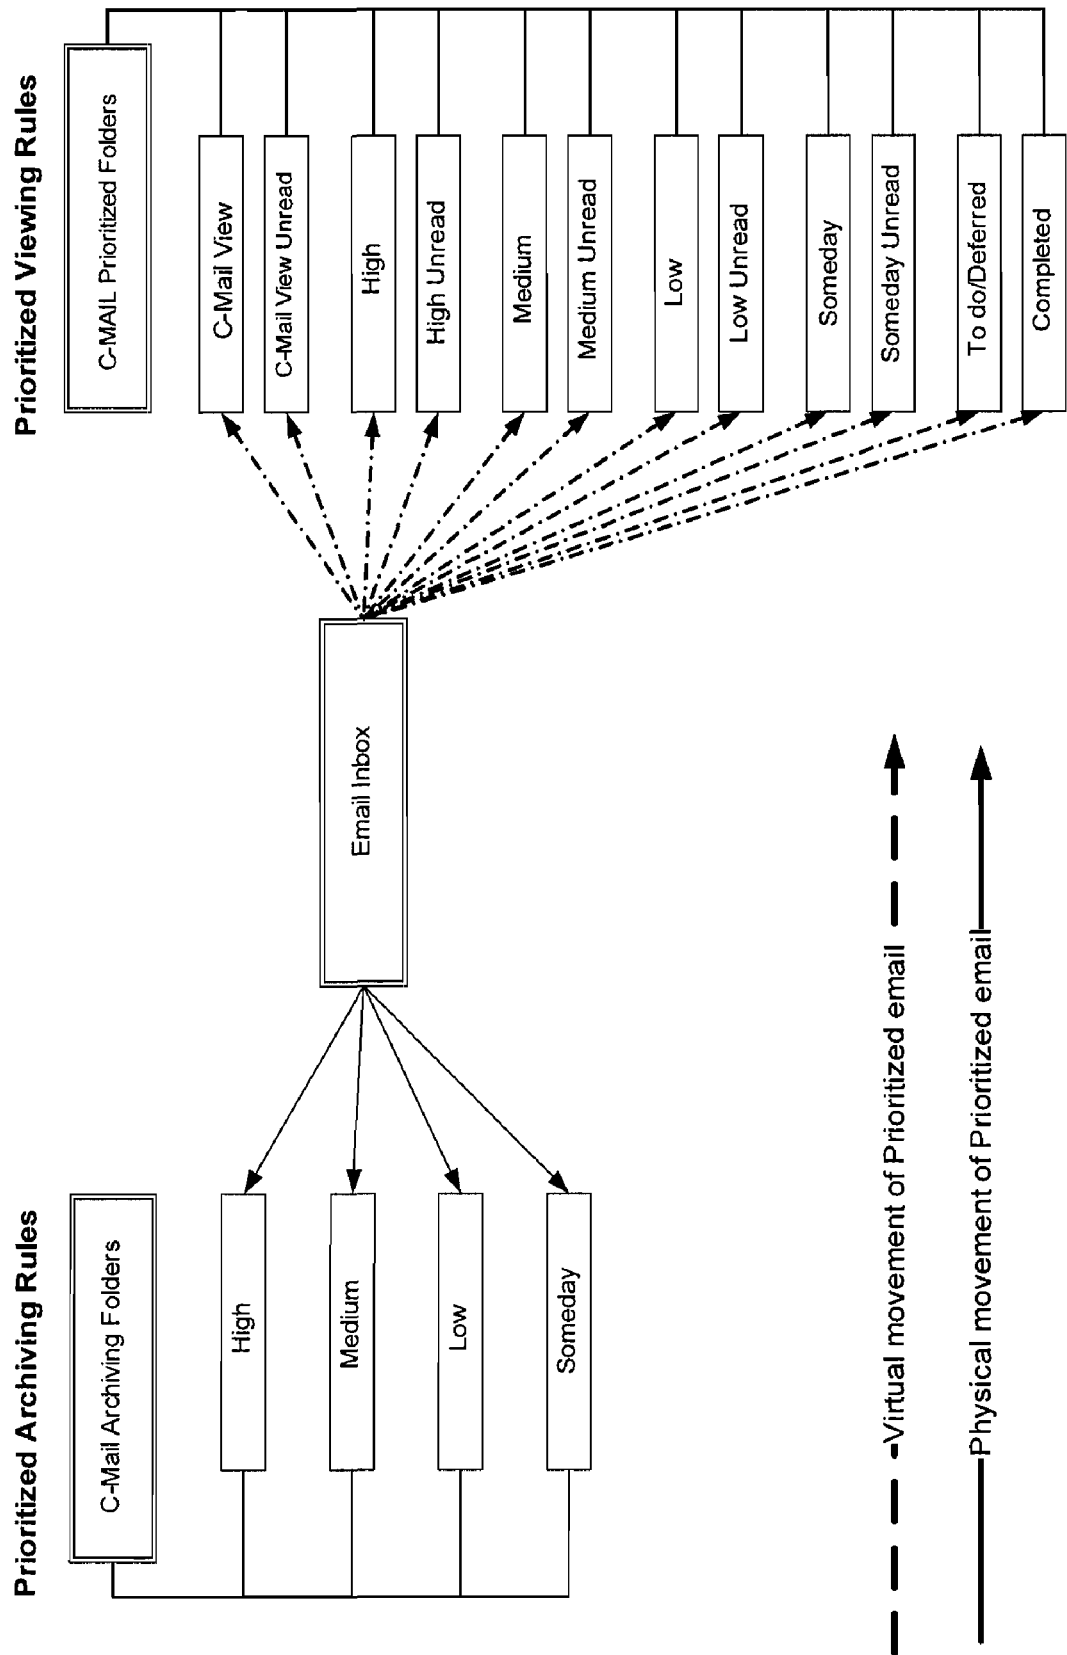 Prioritized Archiving Rules
C-Mail Archiving Folders
High
Medium
Low
Someday
Email Inbox
Prioritized Viewing Rules
C-MAIL Prioritized Folders
C-Mail View
C-Mail View Unread
High
High Unread
Medium
Medium Unread
Low
Low Unread
Someday
Someday Unread
To do/Deferred
Completed
Virtual movement of Prioritized email
Physical movement of Prioritized email